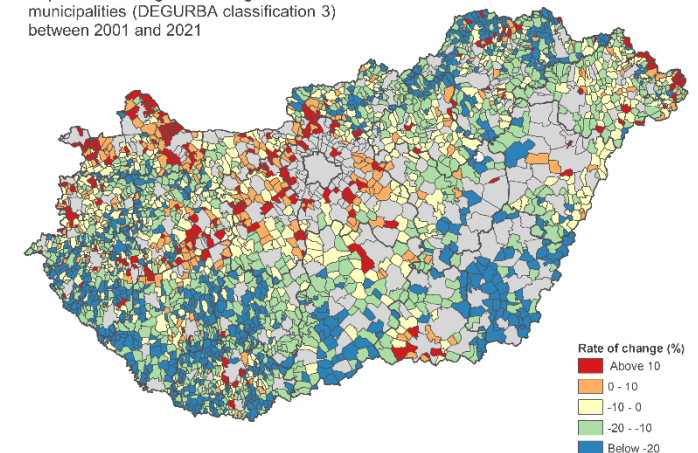 municipalities (DEGURBA classification 3)
between 2001 and 2021
Rate of change (%)
Above 10
0 - 10
-10 - 0
-20 - -10
Below -20